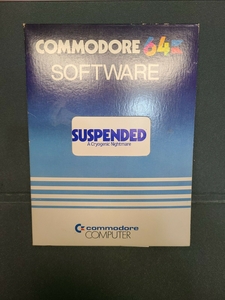 COMMODORE 64
SOFTWARE
SUSPENDED
A Cryogenic Nightmare
commodore
COMPUTER